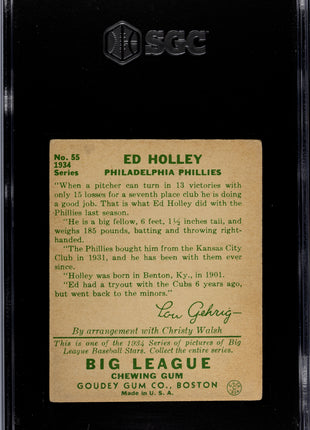 SGC
No. 55
1934
Series
ED HOLLEY
PHILADELPHIA PHILLIES
"When a pitcher can turn in 13 victories with
only 15 losses for a seventh place club he is doing
a good job. That is what Ed Holley did with the
Phillies last season.
"He is a big fellow, 6 feet, 1½ inches tall, and
weighs 185 pounds, batting and throwing right-
handed.
"The Phillies bought him from the Kansas City
Club in 1931, and he has been with them ever
since.
"Holley was born in Benton, Ky., in 1901.
"Ed had a tryout with the Cubs 6 years ago,
but went back to the minors."
Lou Gehrig
By arrangement with Christy Walsh
This is one of the 1934 Series of pictures of Big
League Baseball Stars. Collect the entire series.
BIG LEAGUE
CHEWING GUM
GOUDEY GUM CO., BOSTON
Made in U. S. A.